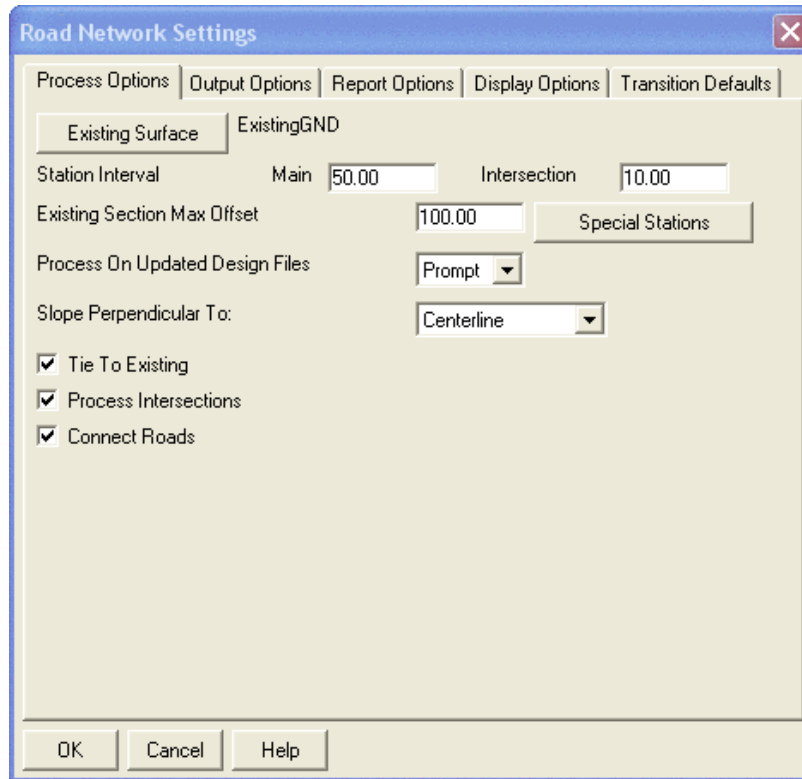 Road Network Settings
Process Options Output Options Report Options Display Options Transition Defaults
Existing Surface ExistingGND
Station Interval Main 50.00 Intersection 10.00
Existing Section Max Offset 100.00 Special Stations
Process On Updated Design Files Prompt
Slope Perpendicular To: Centerline
Tie To Existing
Process Intersections
Connect Roads
OK Cancel Help